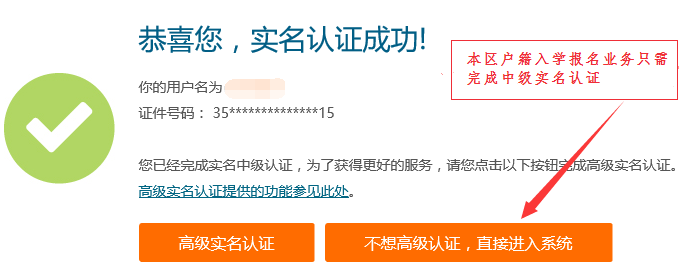 恭喜您，实名认证成功!
本区户籍入学报名业务只需
完成中级实名认证
你的用户名为
证件号码： 35**************15
您已经完成实名中级认证，为了获得更好的服务，请您点击以下按钮完成高级实名认证。
高级实名认证提供的功能参见此处。
高级实名认证
不想高级认证，直接进入系统